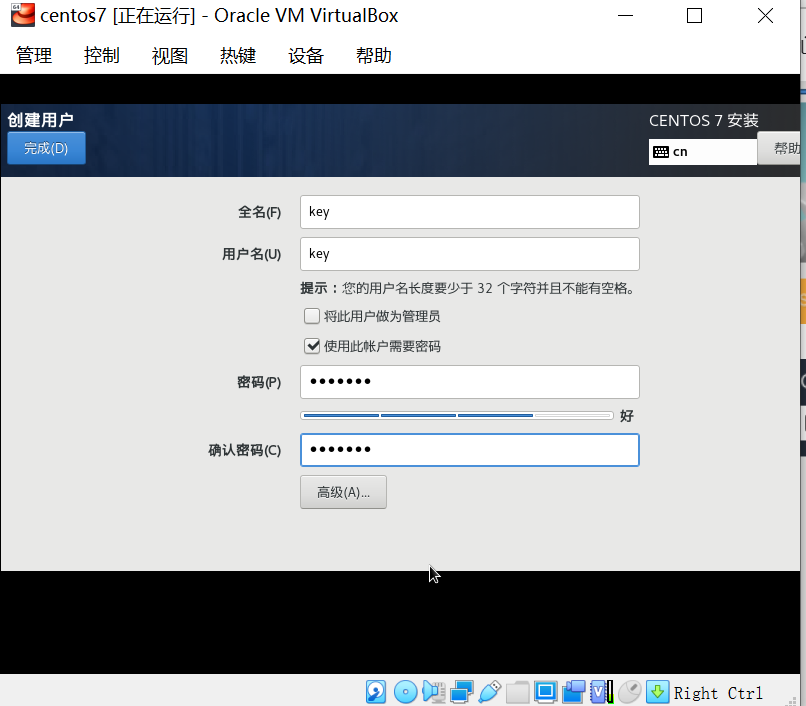 centos7 [正在运行] - Oracle VM VirtualBox
管理 控制 视图 热键 设备 帮助
创建用户
CENTOS 7 安装
完成(D)
cn
帮助
全名(F)
key
用户名(U)
key
提示：您的用户名长度要少于 32 个字符并且不能有空格。
将此用户做为管理员
使用此帐户需要密码
密码(P)
•••••••
好
确认密码(C)
•••••••
高级(A)...
Right Ctrl